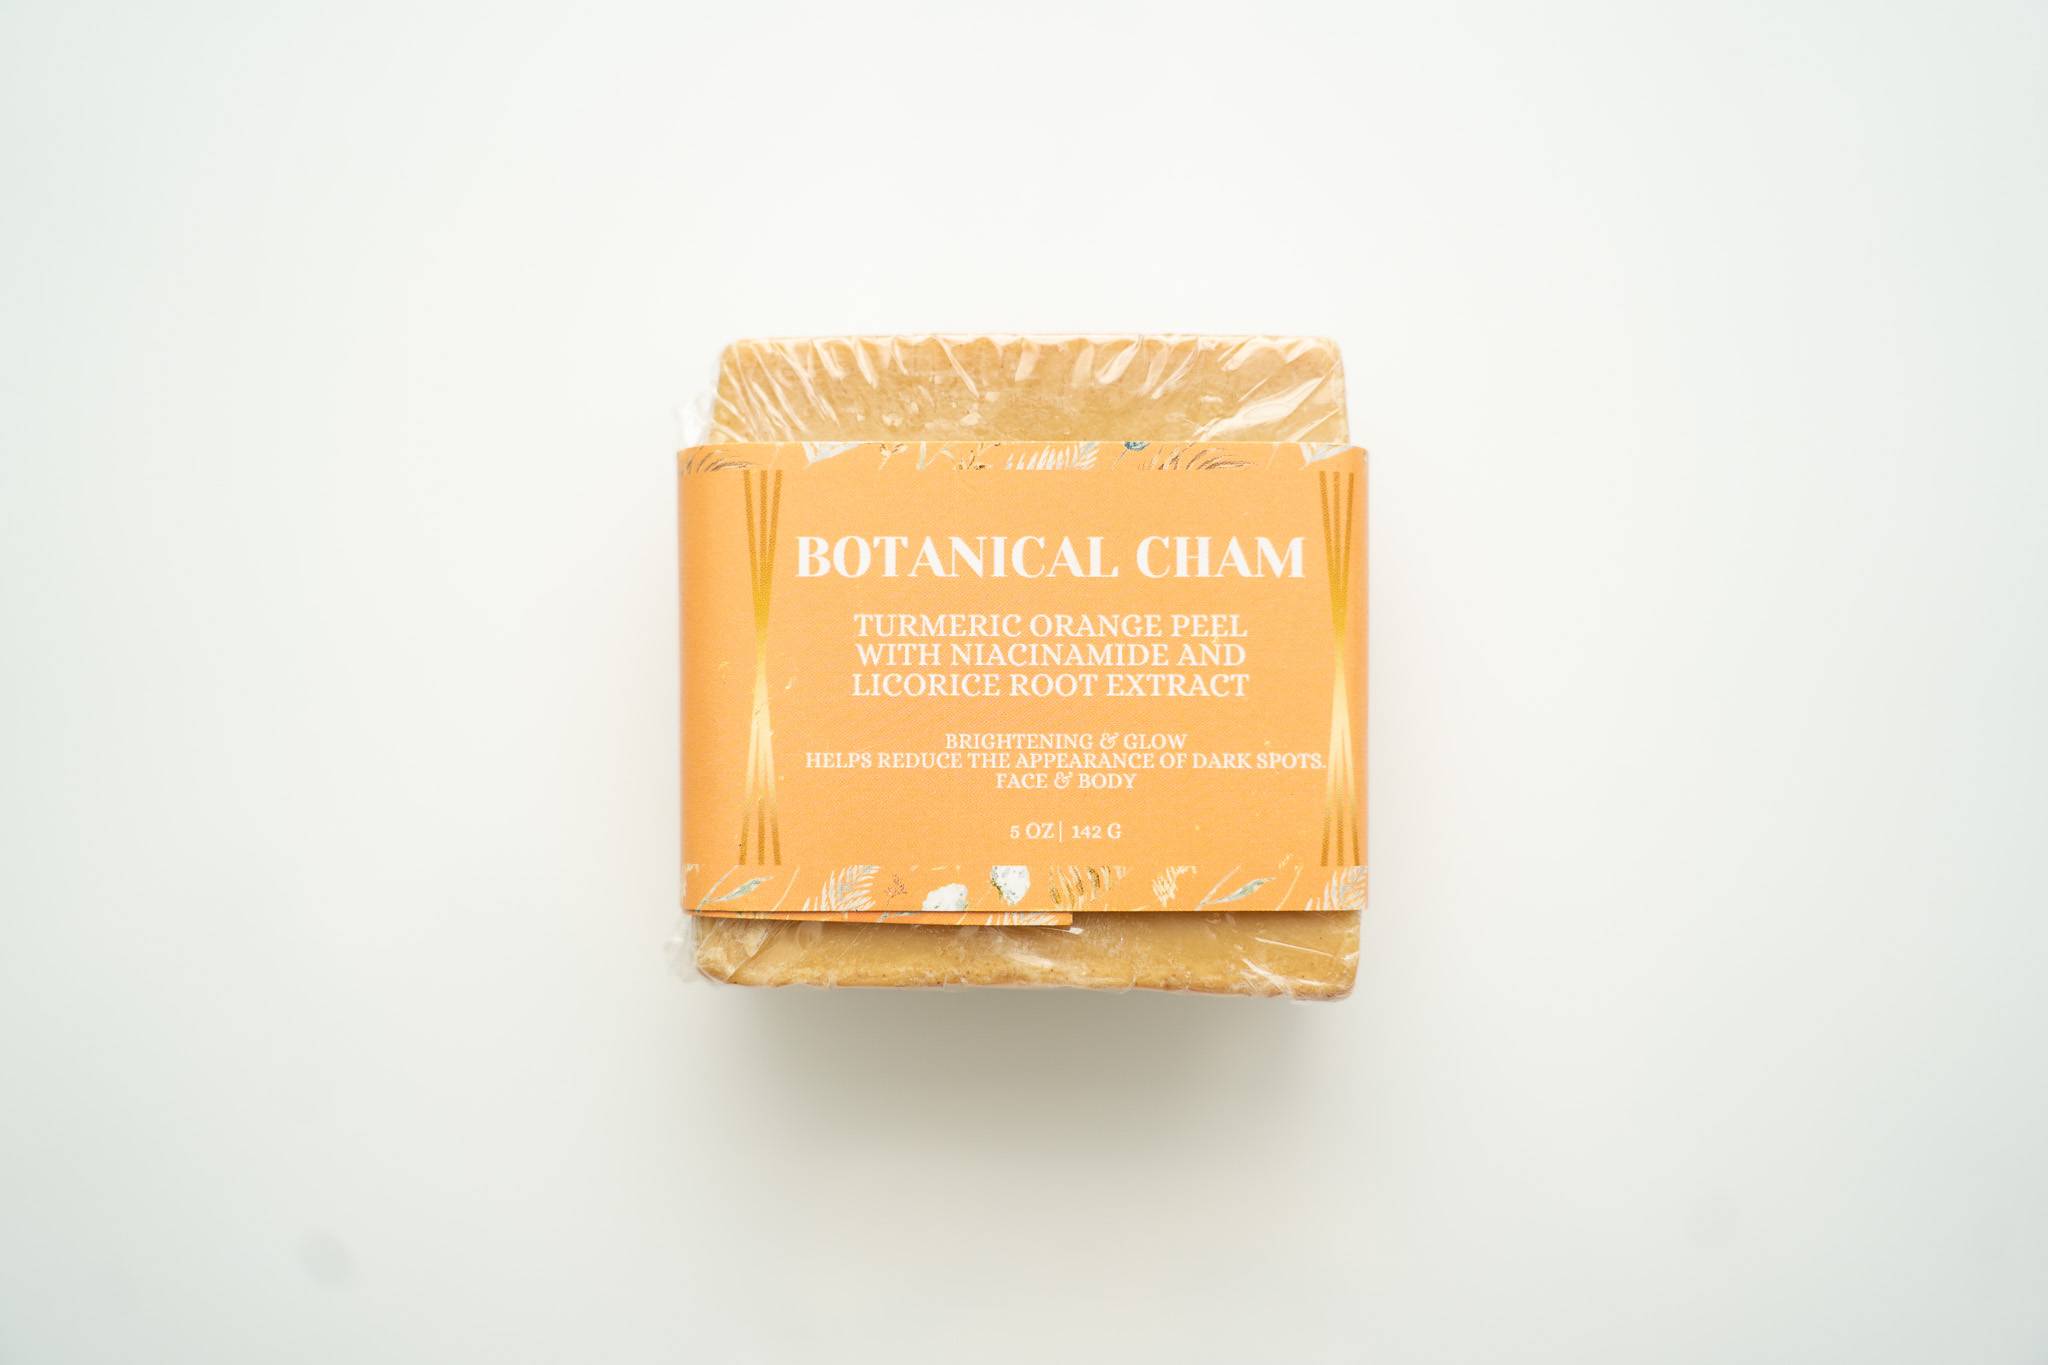 BOTANICAL CHAM
TURMERIC ORANGE PEEL
WITH NIACINAMIDE AND
LICORICE ROOT EXTRACT
BRIGHTENING & GLOW
HELPS REDUCE THE APPEARANCE OF DARK SPOTS.
FACE & BODY
5 OZ| 142 G